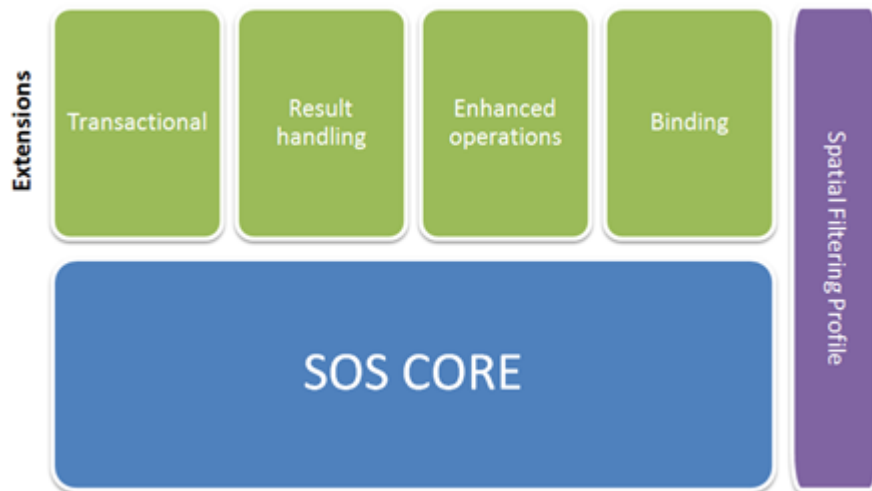 Extensions
Transactional
Result
handling
Enhanced
operations
Binding
Spatial Filtering Profile
SOS CORE